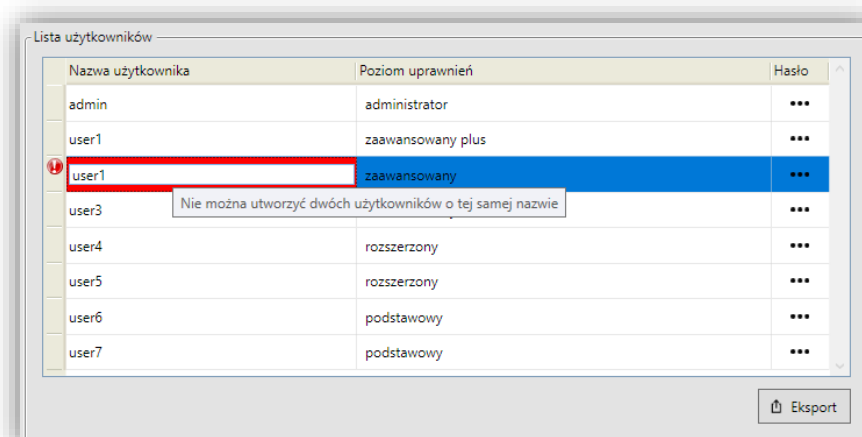 Lista użytkowników
Nazwa użytkownika Poziom uprawnień Hasło
admin administrator •••
user1 zaawansowany plus •••
user1 zaawansowany •••
Nie można utworzyć dwóch użytkowników o tej samej nazwie
user3 •••
user4 rozszerzony •••
user5 rozszerzony •••
user6 podstawowy •••
user7 podstawowy •••
Eksport